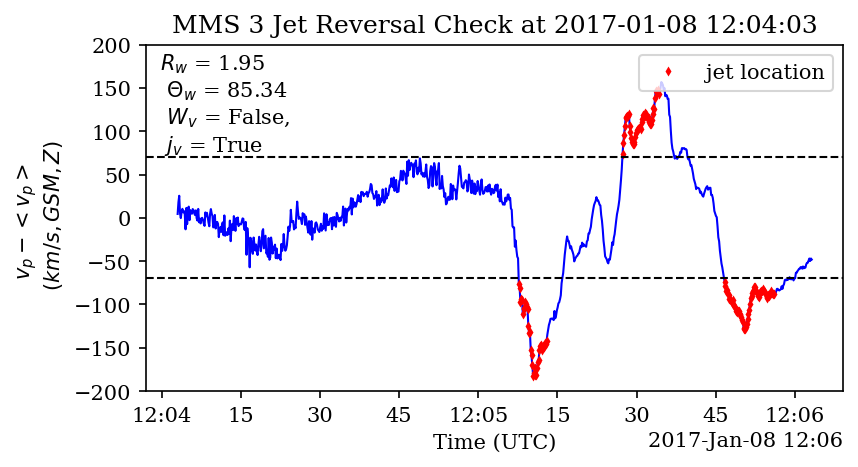 MMS 3 Jet Reversal Check at 2017-01-08 12:04:03
R_w = 1.95
Θ_w = 85.34
W_v = False,
j_v = True
jet location
v_p − < v_p >
(km/s, GSM, Z)
200
150
100
50
0
−50
−100
−150
−200
12:04 15 30 45 12:05 15 30 45 12:06
Time (UTC)
2017-Jan-08 12:06